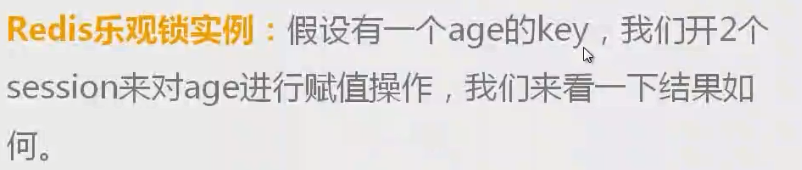 Redis乐观锁实例：假设有一个age的key，我们开2个
session来对age进行赋值操作，我们来看一下结果如
何。